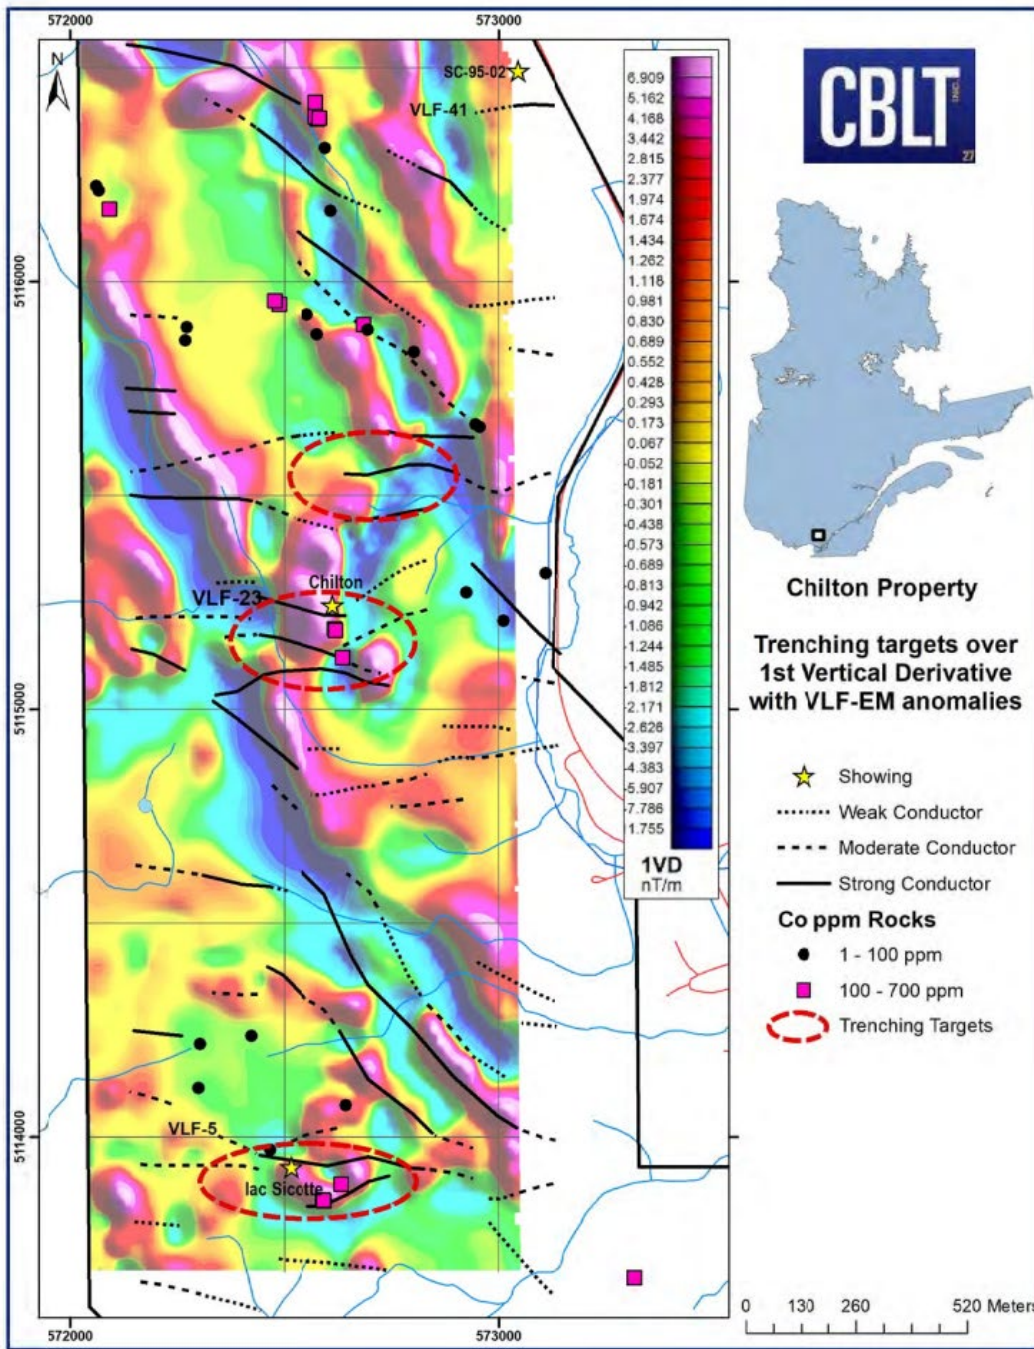 572000
573000
N
SC-95-02
VLF-41
5116000
Chilton
VLF-23
5115000
VLF-5
5114000
lac Sicotte
572000
573000
6.909
5.162
4.168
3.442
2.815
2.377
1.974
1.674
1.434
1.262
1.118
0.981
0.830
0.689
0.552
0.428
0.293
0.173
0.067
-0.052
-0.181
-0.301
-0.438
-0.573
-0.689
-0.813
-0.942
-1.086
-1.244
-1.485
-1.812
-2.171
-2.626
-3.397
-4.383
-5.907
-7.786
1.755
1VD
nT/m
CBLT
INC
27
Chilton Property
Trenching targets over
1st Vertical Derivative
with VLF-EM anomalies
Showing
Weak Conductor
Moderate Conductor
Strong Conductor
Co ppm Rocks
1 - 100 ppm
100 - 700 ppm
Trenching Targets
0 130 260 520 Meters